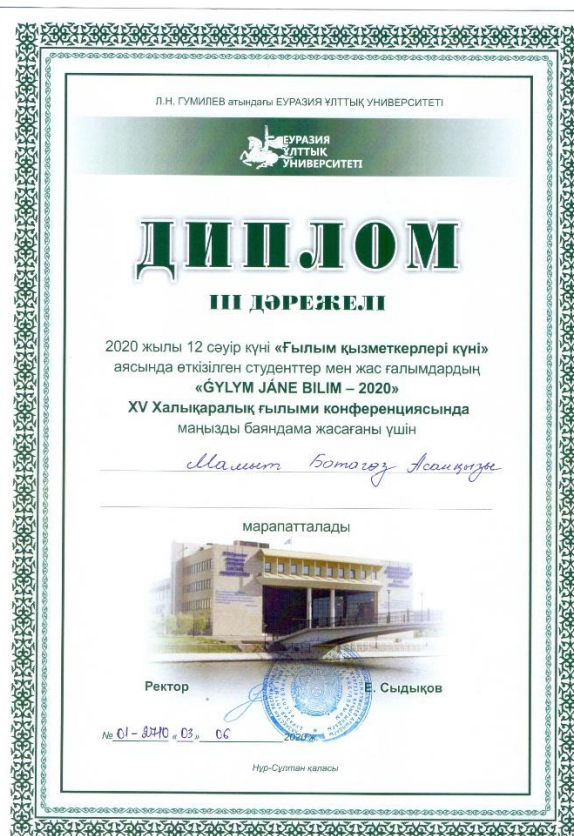 Л.Н. ГУМИЛЕВ атындағы ЕУРАЗИЯ ҰЛТТЫҚ УНИВЕРСИТЕТІ
ЕУРАЗИЯ
ҰЛТТЫҚ
УНИВЕРСИТЕТІ
ДИПЛОМ
III ДӘРЕЖЕЛІ
2020 жылы 12 сәуір күні «Ғылым қызметкерлері күні»
аясында өткізілген студенттер мен жас ғалымдардың
«ǴYLYM JÁNE BILIM – 2020»
XV Халықаралық ғылыми конференциясында
маңызды баяндама жасағаны үшін
Мамыт Ботагөз Асанқызы
марапатталады
Ректор Е. Сыдықов
№ 01-2710 «03» 06 2020 ж.
Нұр-Сұлтан қаласы